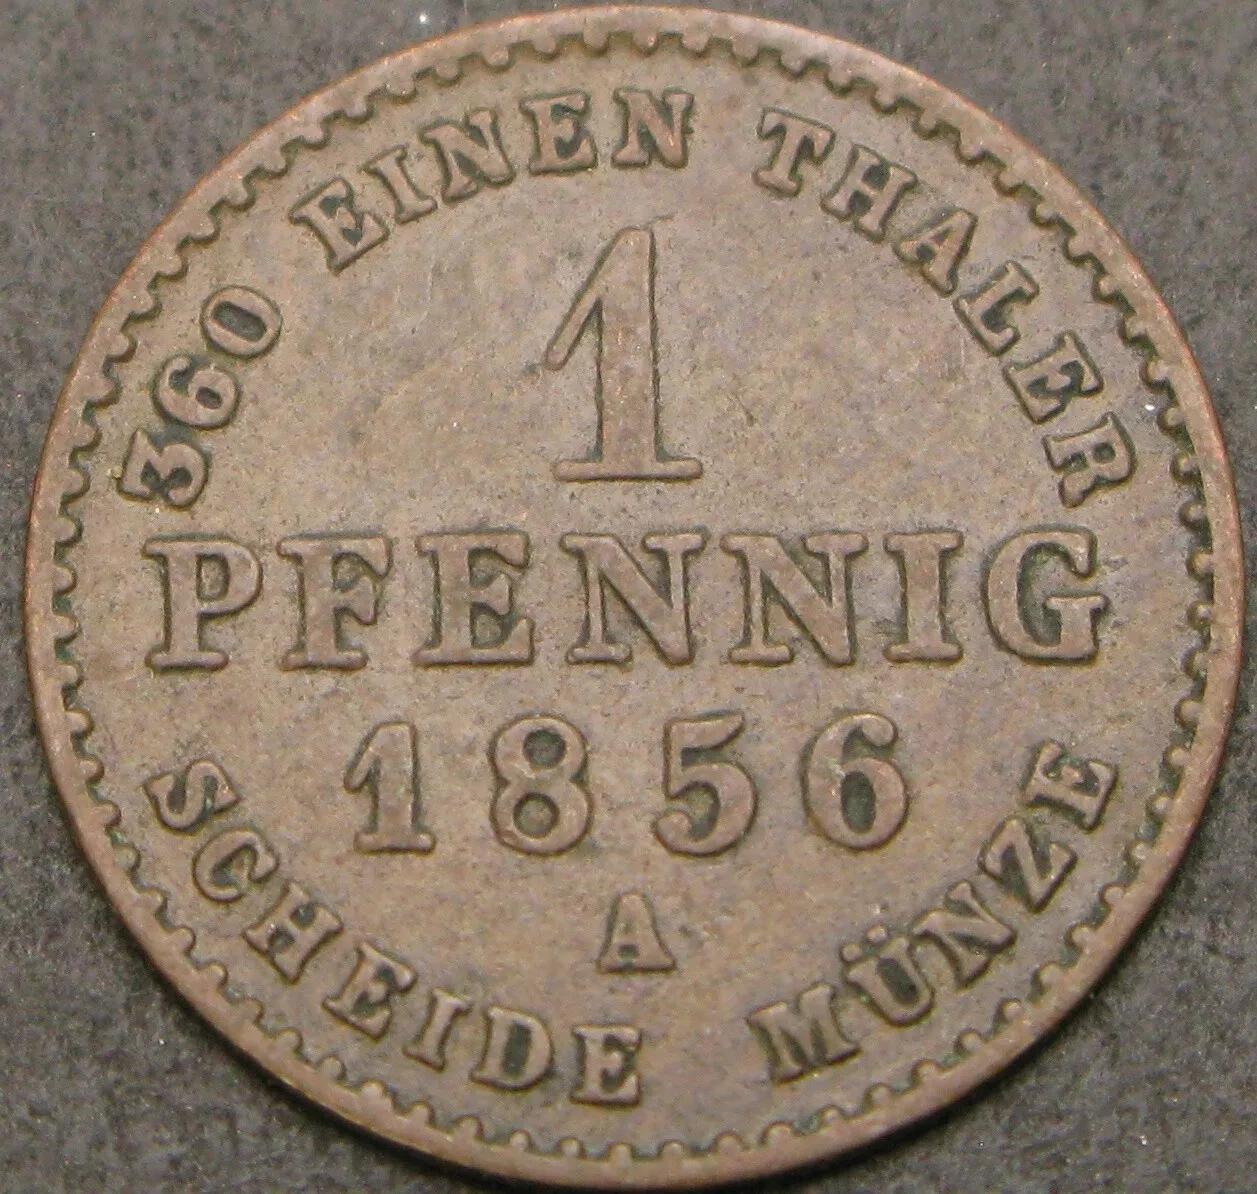 360 EINEN THALER
1
PFENNIG
1856
A
SCHEIDE MÜNZE